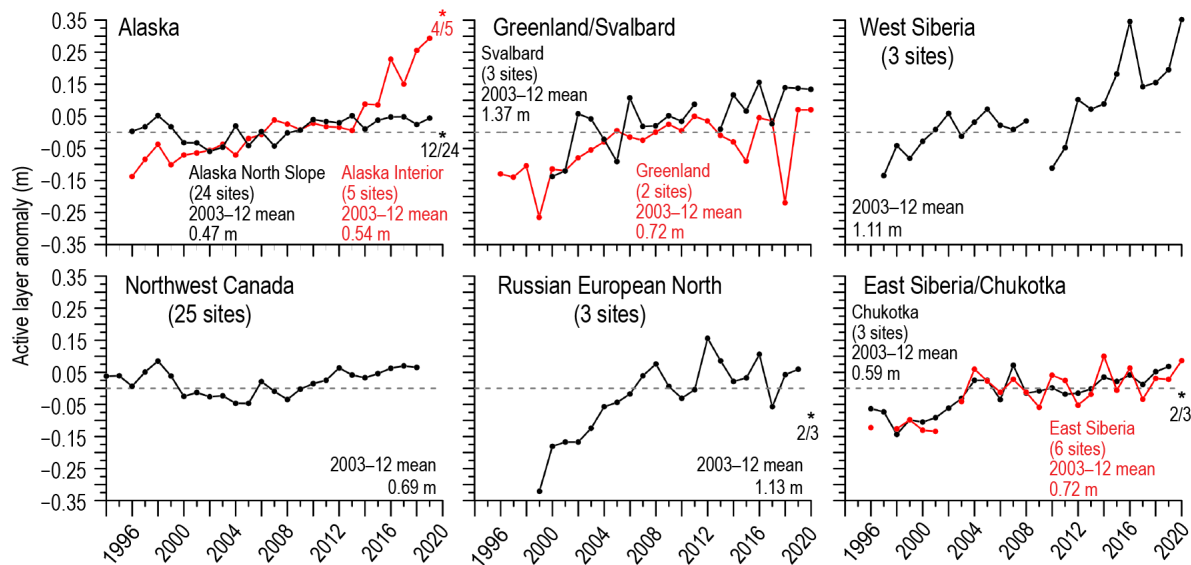 Active layer anomaly (m)
0.35
0.25
0.15
0.05
−0.05
−0.15
−0.25
−0.35
Alaska
*
4/5
*
12/24
Alaska North Slope
(24 sites)
2003–12 mean
0.47 m
Alaska Interior
(5 sites)
2003–12 mean
0.54 m
Greenland/Svalbard
Svalbard
(3 sites)
2003–12 mean
1.37 m
Greenland
(2 sites)
2003–12 mean
0.72 m
West Siberia
(3 sites)
2003–12 mean
1.11 m
0.35
0.25
0.15
0.05
−0.05
−0.15
−0.25
−0.35
Northwest Canada
(25 sites)
2003–12 mean
0.69 m
Russian European North
(3 sites)
*
2/3
2003–12 mean
1.13 m
East Siberia/Chukotka
Chukotka
(3 sites)
2003–12 mean
0.59 m
*
2/3
East Siberia
(6 sites)
2003–12 mean
0.72 m
1996
2000
2004
2008
2012
2016
2020
1996
2000
2004
2008
2012
2016
2020
1996
2000
2004
2008
2012
2016
2020